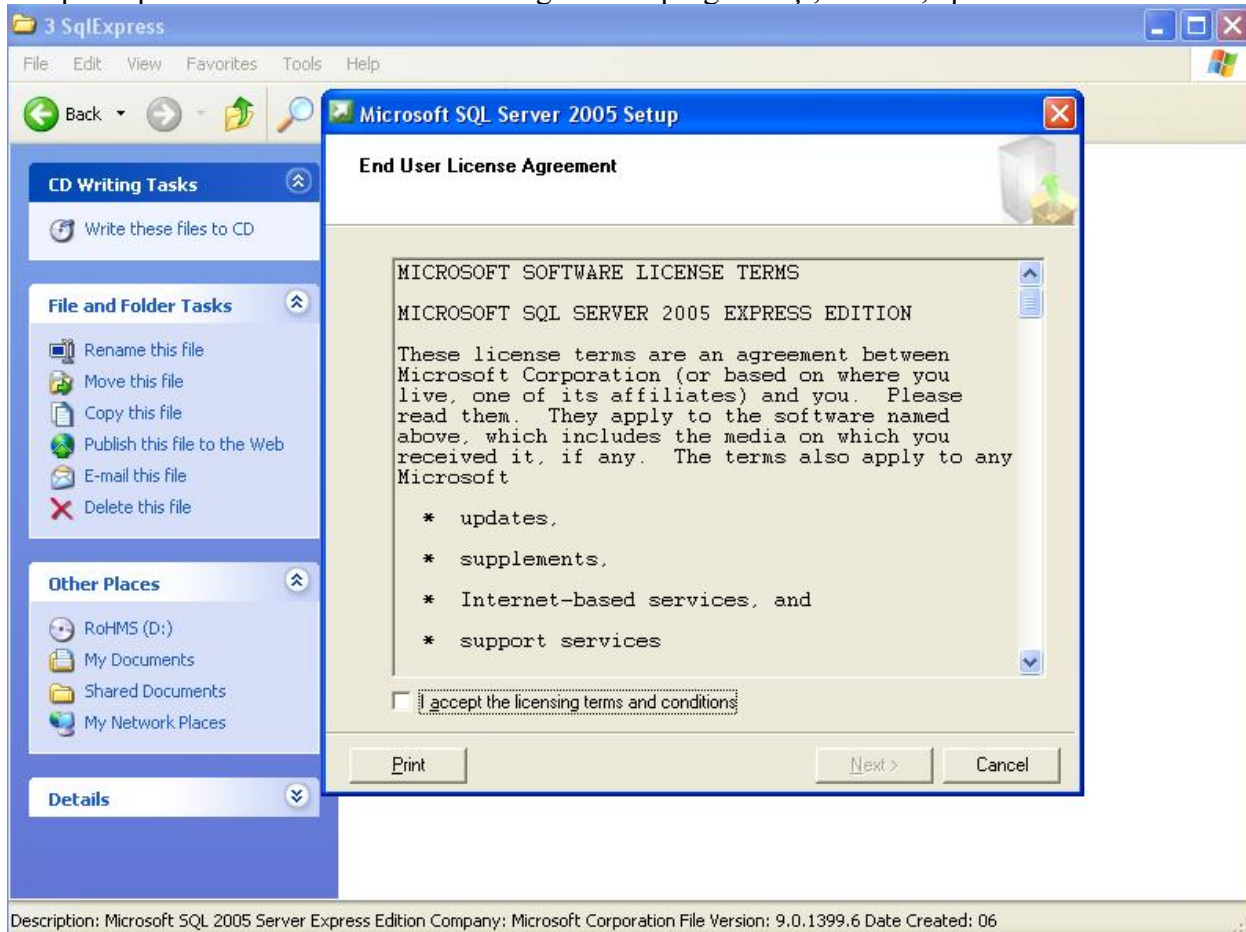 3 SqlExpress
File Edit View Favorites Tools Help
Back
CD Writing Tasks
Write these files to CD
File and Folder Tasks
Rename this file
Move this file
Copy this file
Publish this file to the Web
E-mail this file
Delete this file
Other Places
RoHMS (D:)
My Documents
Shared Documents
My Network Places
Details
Microsoft SQL Server 2005 Setup
End User License Agreement
MICROSOFT SOFTWARE LICENSE TERMS
MICROSOFT SQL SERVER 2005 EXPRESS EDITION
These license terms are an agreement between
Microsoft Corporation (or based on where you
live, one of its affiliates) and you. Please
read them. They apply to the software named
above, which includes the media on which you
received it, if any. The terms also apply to any
Microsoft
* updates,
* supplements,
* Internet-based services, and
* support services
I accept the licensing terms and conditions
Print
Next >
Cancel
Description: Microsoft SQL 2005 Server Express Edition Company: Microsoft Corporation File Version: 9.0.1399.6 Date Created: 06